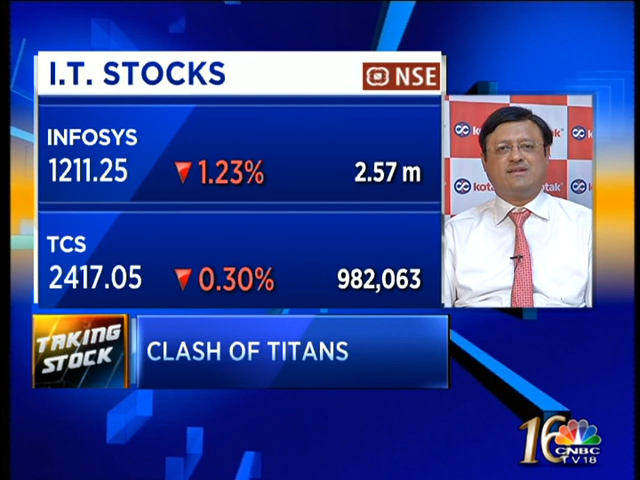 I.T. STOCKS
NSE
INFOSYS
1211.25
1.23%
2.57 m
TCS
2417.05
0.30%
982,063
TAKING
STOCK
CLASH OF TITANS
kotak
kotak
16
CNBC
TV18